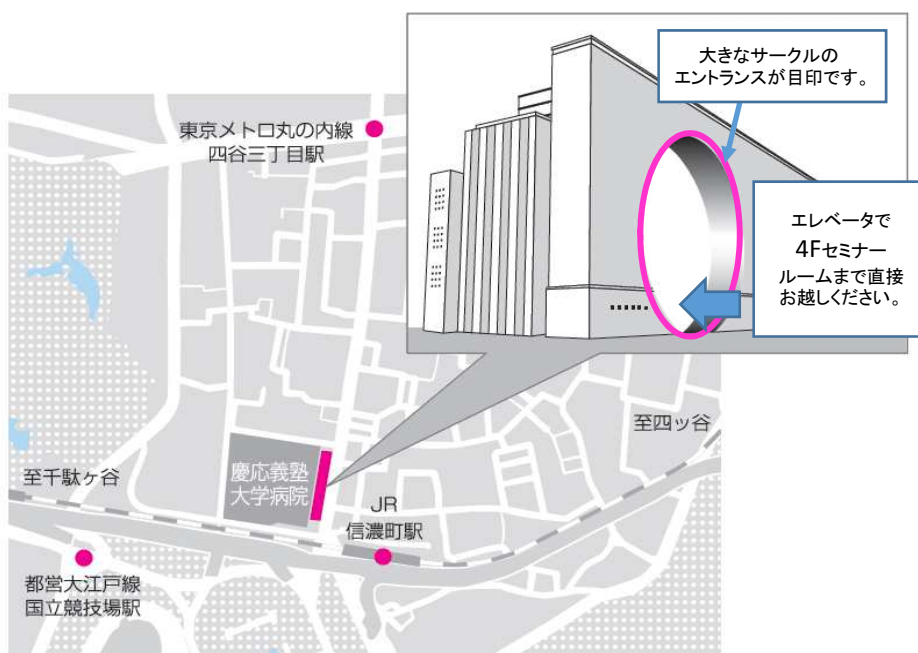 大きなサークルの
エントランスが目印です。
東京メトロ丸の内線
四谷三丁目駅
エレベータで
4Fセミナー
ルームまで直接
お越しください。
至四ッ谷
慶応義塾
大学病院
至千駄ヶ谷
JR
信濃町駅
都営大江戸線
国立競技場駅